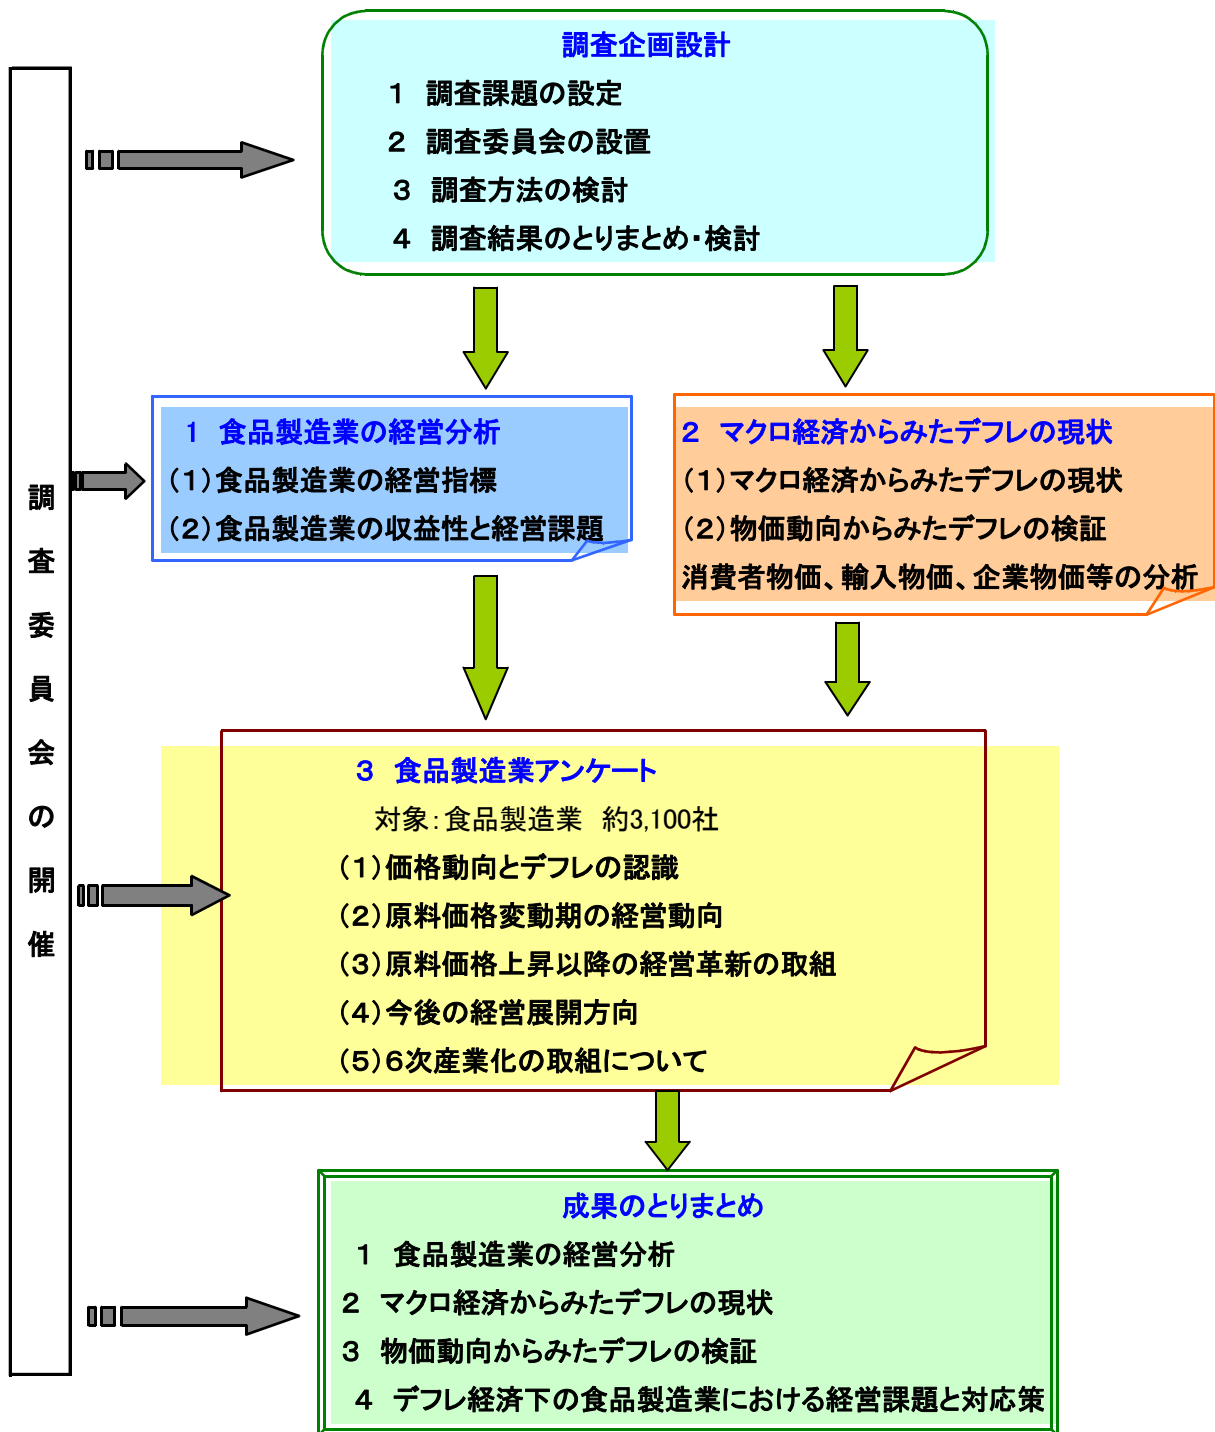 調査企画設計
１　調査課題の設定
２　調査委員会の設置
３　調査方法の検討
４　調査結果のとりまとめ・検討
調査委員会の開催
１　食品製造業の経営分析
（１）食品製造業の経営指標
（２）食品製造業の収益性と経営課題
２　マクロ経済からみたデフレの現状
（１）マクロ経済からみたデフレの現状
（２）物価動向からみたデフレの検証
消費者物価、輸入物価、企業物価等の分析
３　食品製造業アンケート
対象：食品製造業　約3,100社
（１）価格動向とデフレの認識
（２）原料価格変動期の経営動向
（３）原料価格上昇以降の経営革新の取組
（４）今後の経営展開方向
（５）６次産業化の取組について
成果のとりまとめ
１　食品製造業の経営分析
２　マクロ経済からみたデフレの現状
３　物価動向からみたデフレの検証
４　デフレ経済下の食品製造業における経営課題と対応策